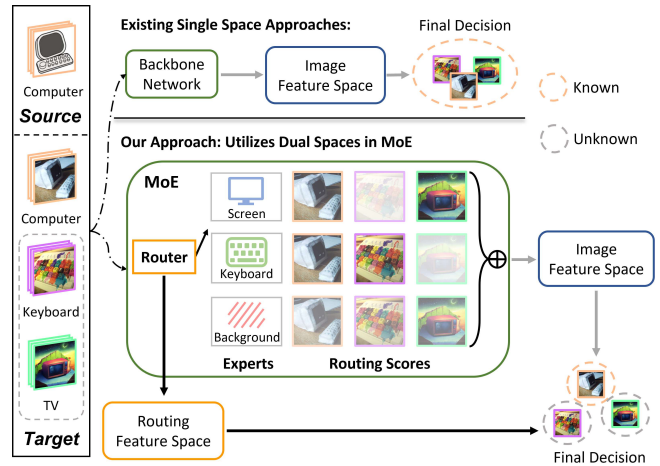 Computer
Source
Computer
Keyboard
TV
Target
Existing Single Space Approaches:
Backbone
Network
Image
Feature Space
Final Decision
Known
Unknown
Our Approach: Utilizes Dual Spaces in MoE
MoE
Router
Screen
Keyboard
Background
Experts
Routing Scores
Image
Feature Space
Routing
Feature Space
Final Decision